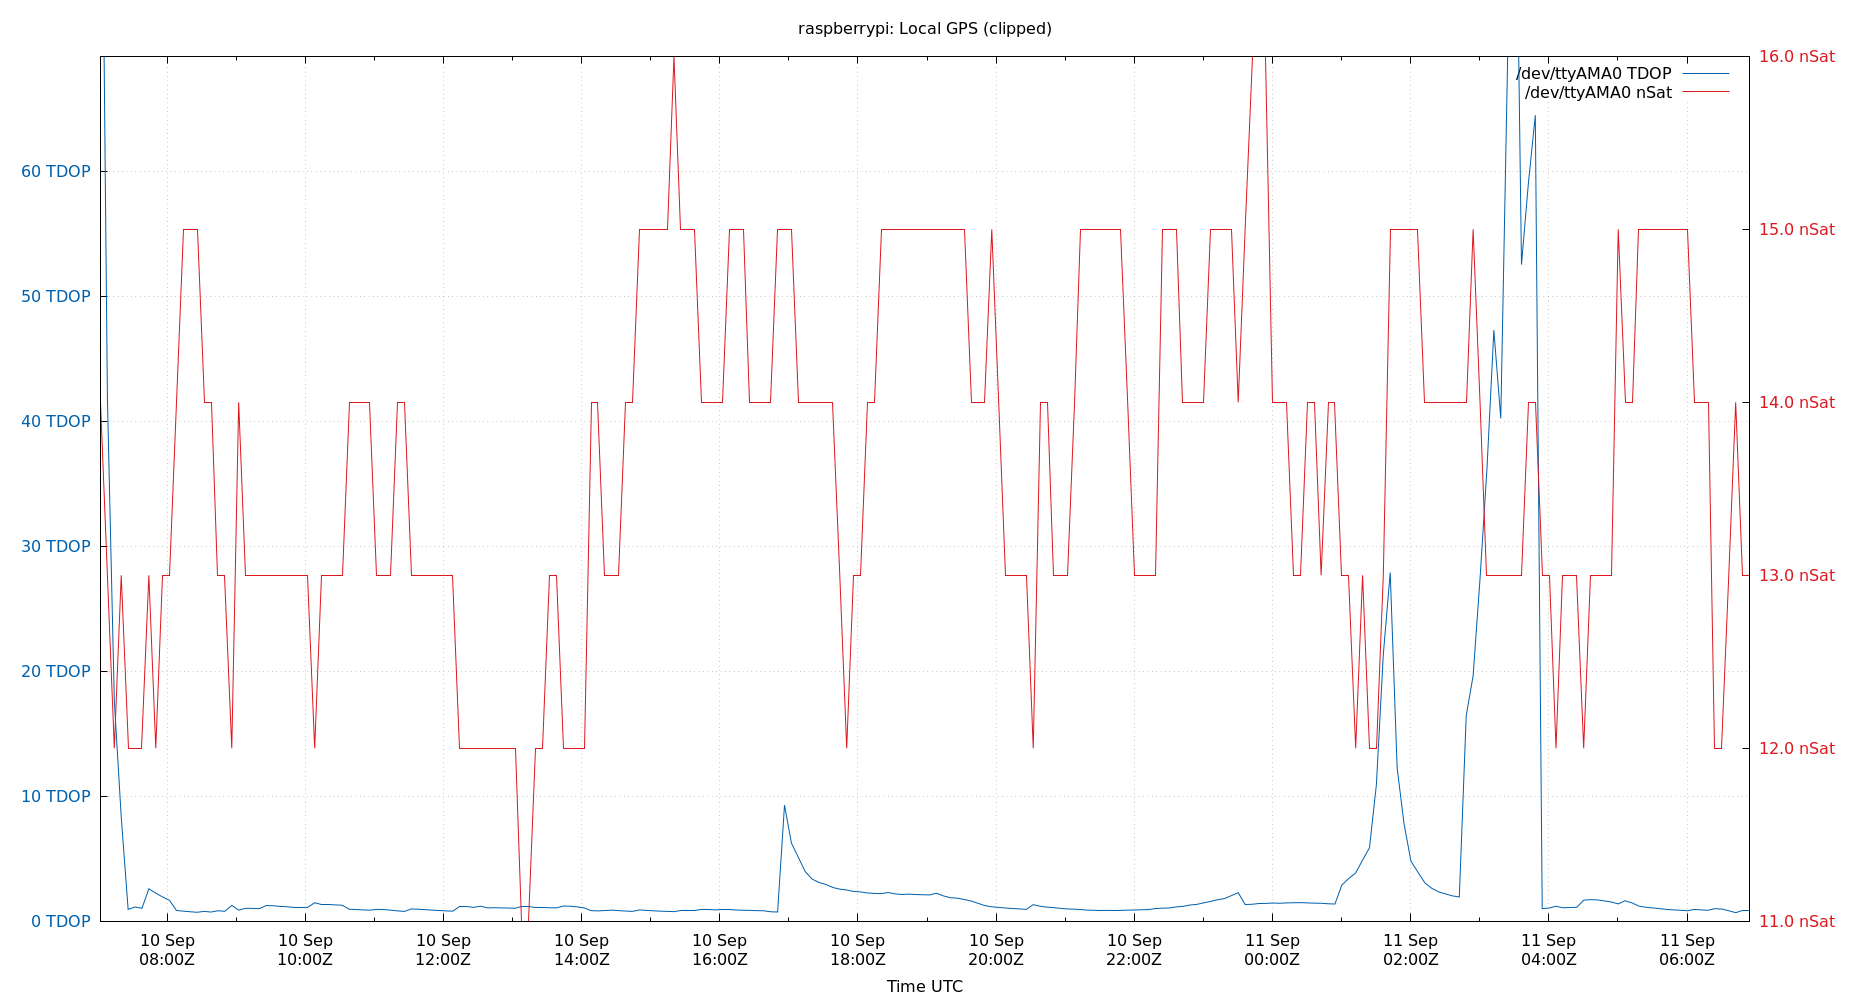 raspberrypi: Local GPS (clipped)
16.0 nSat
/dev/ttyAMA0 TDOP
/dev/ttyAMA0 nSat
60 TDOP
15.0 nSat
50 TDOP
14.0 nSat
40 TDOP
30 TDOP
13.0 nSat
20 TDOP
12.0 nSat
10 TDOP
0 TDOP
11.0 nSat
10 Sep 10 Sep 10 Sep 10 Sep 10 Sep 10 Sep 10 Sep 10 Sep 11 Sep 11 Sep 11 Sep 11 Sep
08:00Z 10:00Z 12:00Z 14:00Z 16:00Z 18:00Z 20:00Z 22:00Z 00:00Z 02:00Z 04:00Z 06:00Z
Time UTC